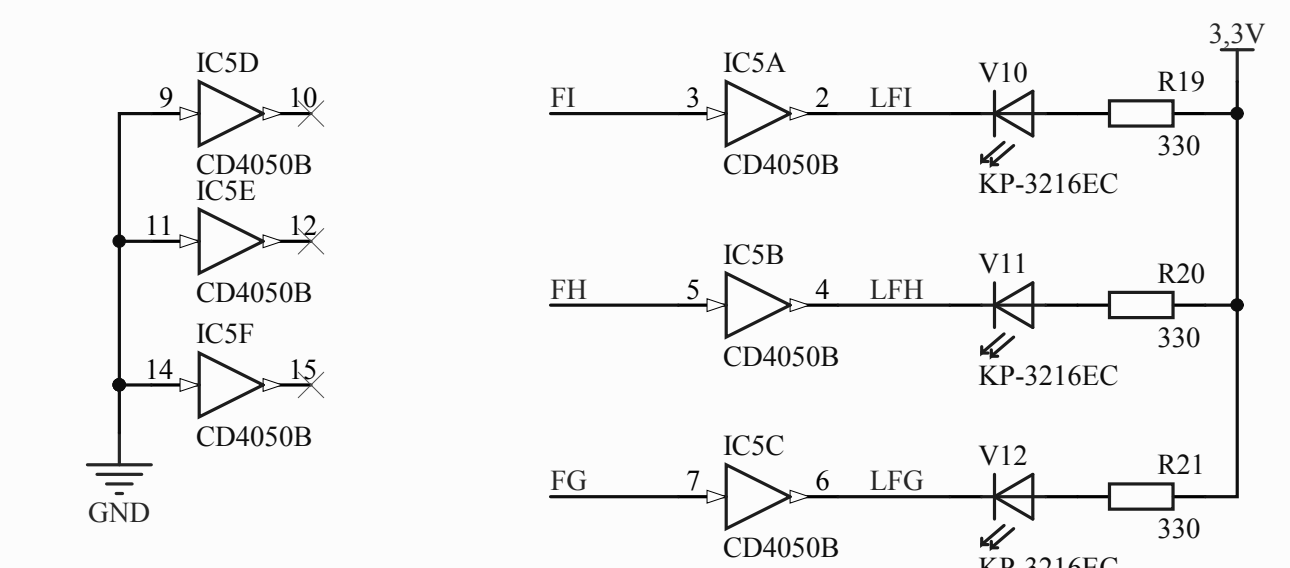 3,3V
IC5D
9
10
CD4050B
IC5E
11
12
CD4050B
IC5F
14
15
CD4050B
GND
IC5A
FI
3
2
LFI
V10
R19
CD4050B
KP-3216EC
330
IC5B
FH
5
4
LFH
V11
R20
CD4050B
KP-3216EC
330
IC5C
FG
7
6
LFG
V12
R21
CD4050B
KP-3216EC
330